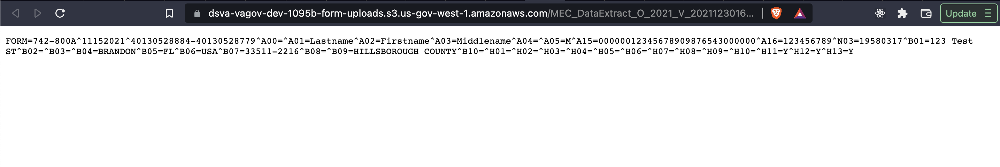 dsva-vagov-dev-1095b-form-uploads.s3.us-gov-west-1.amazonaws.com/MEC_DataExtract_O_2021_V_2021123016...
Update
FORM=742-800A^11152021^40130528884-40130528779^A00=^A01=Lastname^A02=Firstname^A03=Middlename^A04=^A05=M^A15=00000012345678909876543000000^A16=123456789^N03=19580317^B01=123 Test
ST^B02=^B03=^B04=BRANDON^B05=FL^B06=USA^B07=33511-2216^B08=^B09=HILLSBOROUGH COUNTY^B10=^H01=^H02=^H03=^H04=^H05=^H06=^H07=^H08=^H09=^H10=^H11=Y^H12=Y^H13=Y